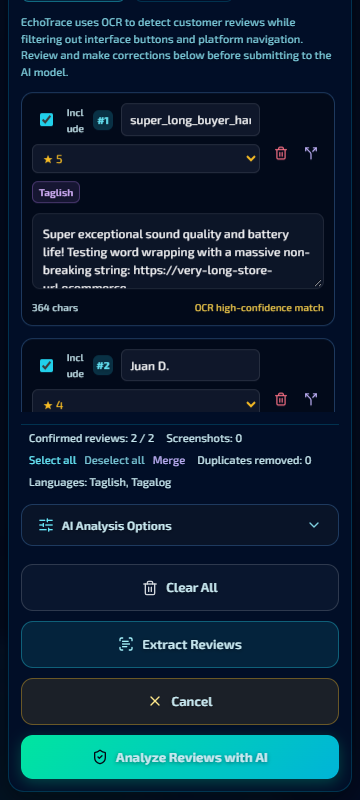 EchoTrace uses OCR to detect customer reviews while
filtering out interface buttons and platform navigation.
Review and make corrections below before submitting to the
AI model.
Incl
ude
#1
super_long_buyer_ha
★ 5
Taglish
Super exceptional sound quality and battery
life! Testing word wrapping with a massive non-
breaking string: https://very-long-store-
url.ecommerce
364 chars
OCR high-confidence match
Incl
ude
#2
Juan D.
★ 4
Confirmed reviews: 2 / 2
Screenshots: 0
Select all
Deselect all
Merge
Duplicates removed: 0
Languages: Taglish, Tagalog
AI Analysis Options
Clear All
Extract Reviews
Cancel
Analyze Reviews with AI